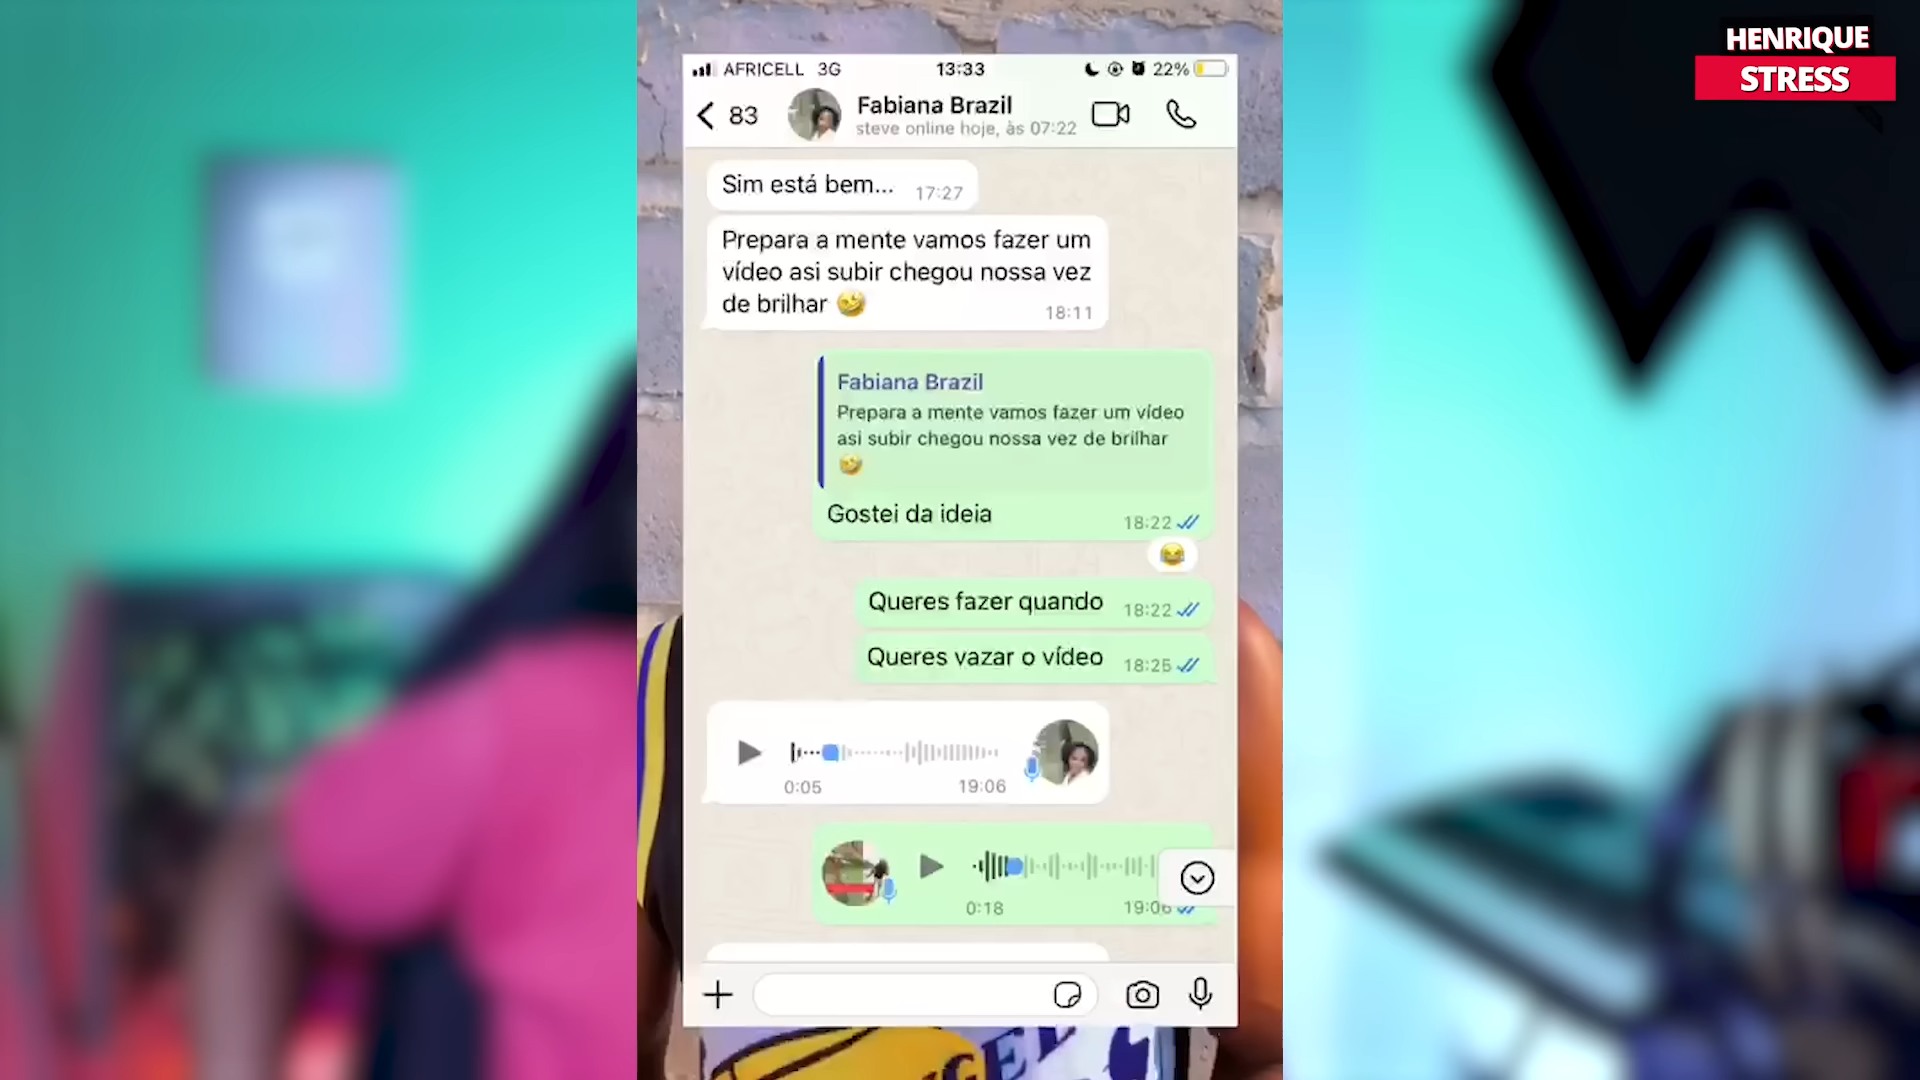 HENRIQUE
STRESS
AFRICELL 3G 13:33 22%
83
Fabiana Brazil
steve online hoje, às 07:22
Sim está bem... 17:27
Prepara a mente vamos fazer um
vídeo asi subir chegou nossa vez
de brilhar 🤣 18:11
Fabiana Brazil
Prepara a mente vamos fazer um vídeo
asi subir chegou nossa vez de brilhar
🤣
Gostei da ideia 18:22
😂
Queres fazer quando 18:22
Queres vazar o vídeo 18:25
0:05 19:06
0:18 19:06